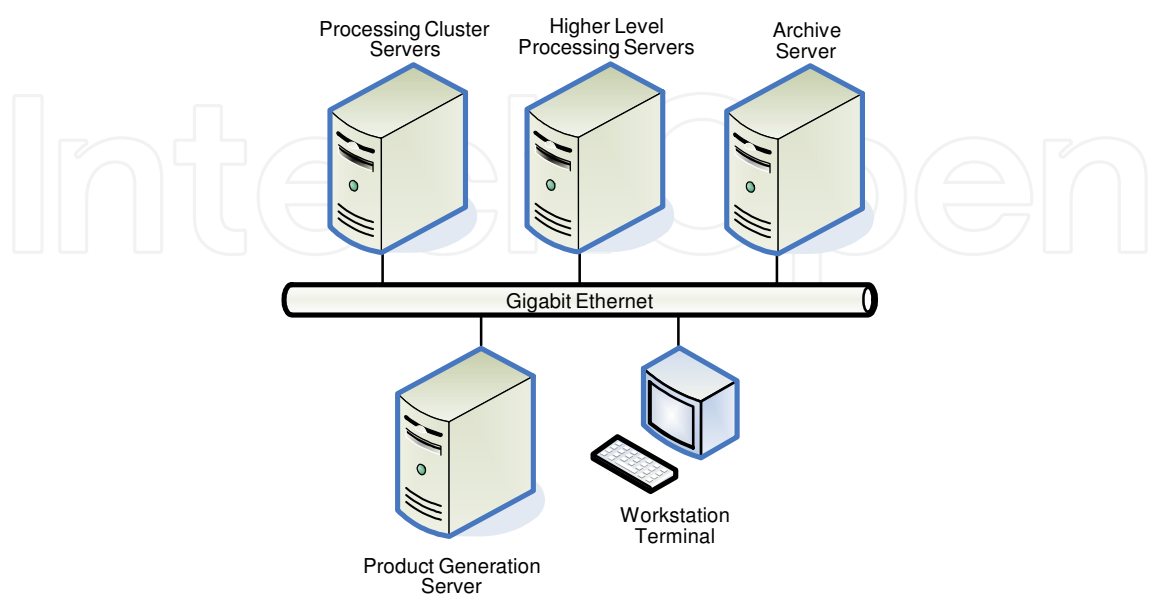 Processing Cluster
Servers
Higher Level
Processing Servers
Archive
Server
IntechOpen
Gigabit Ethernet
Product Generation
Server
Workstation
Terminal